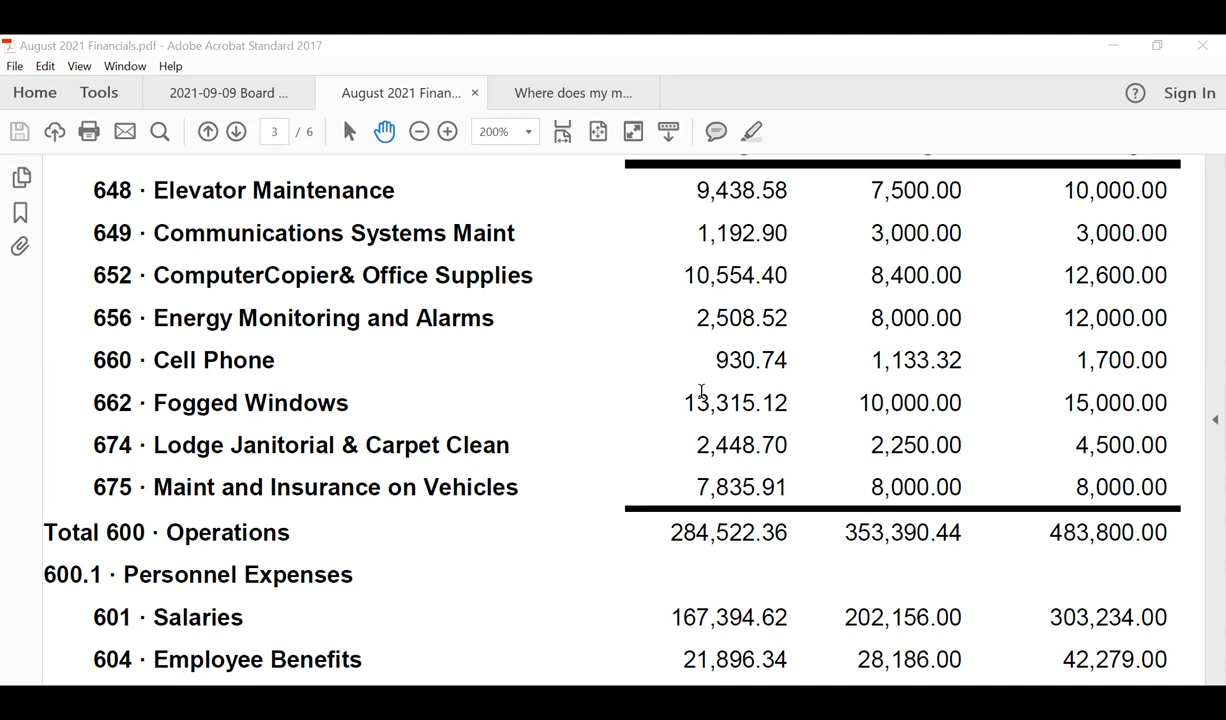 August 2021 Financials.pdf - Adobe Acrobat Standard 2017
File Edit View Window Help
Home Tools 2021-09-09 Board ... August 2021 Finan... × Where does my m... Sign In
3 / 6 200%
648 · Elevator Maintenance 9,438.58 7,500.00 10,000.00
649 · Communications Systems Maint 1,192.90 3,000.00 3,000.00
652 · ComputerCopier& Office Supplies 10,554.40 8,400.00 12,600.00
656 · Energy Monitoring and Alarms 2,508.52 8,000.00 12,000.00
660 · Cell Phone 930.74 1,133.32 1,700.00
662 · Fogged Windows 13,315.12 10,000.00 15,000.00
674 · Lodge Janitorial & Carpet Clean 2,448.70 2,250.00 4,500.00
675 · Maint and Insurance on Vehicles 7,835.91 8,000.00 8,000.00
Total 600 · Operations 284,522.36 353,390.44 483,800.00
600.1 · Personnel Expenses
601 · Salaries 167,394.62 202,156.00 303,234.00
604 · Employee Benefits 21,896.34 28,186.00 42,279.00